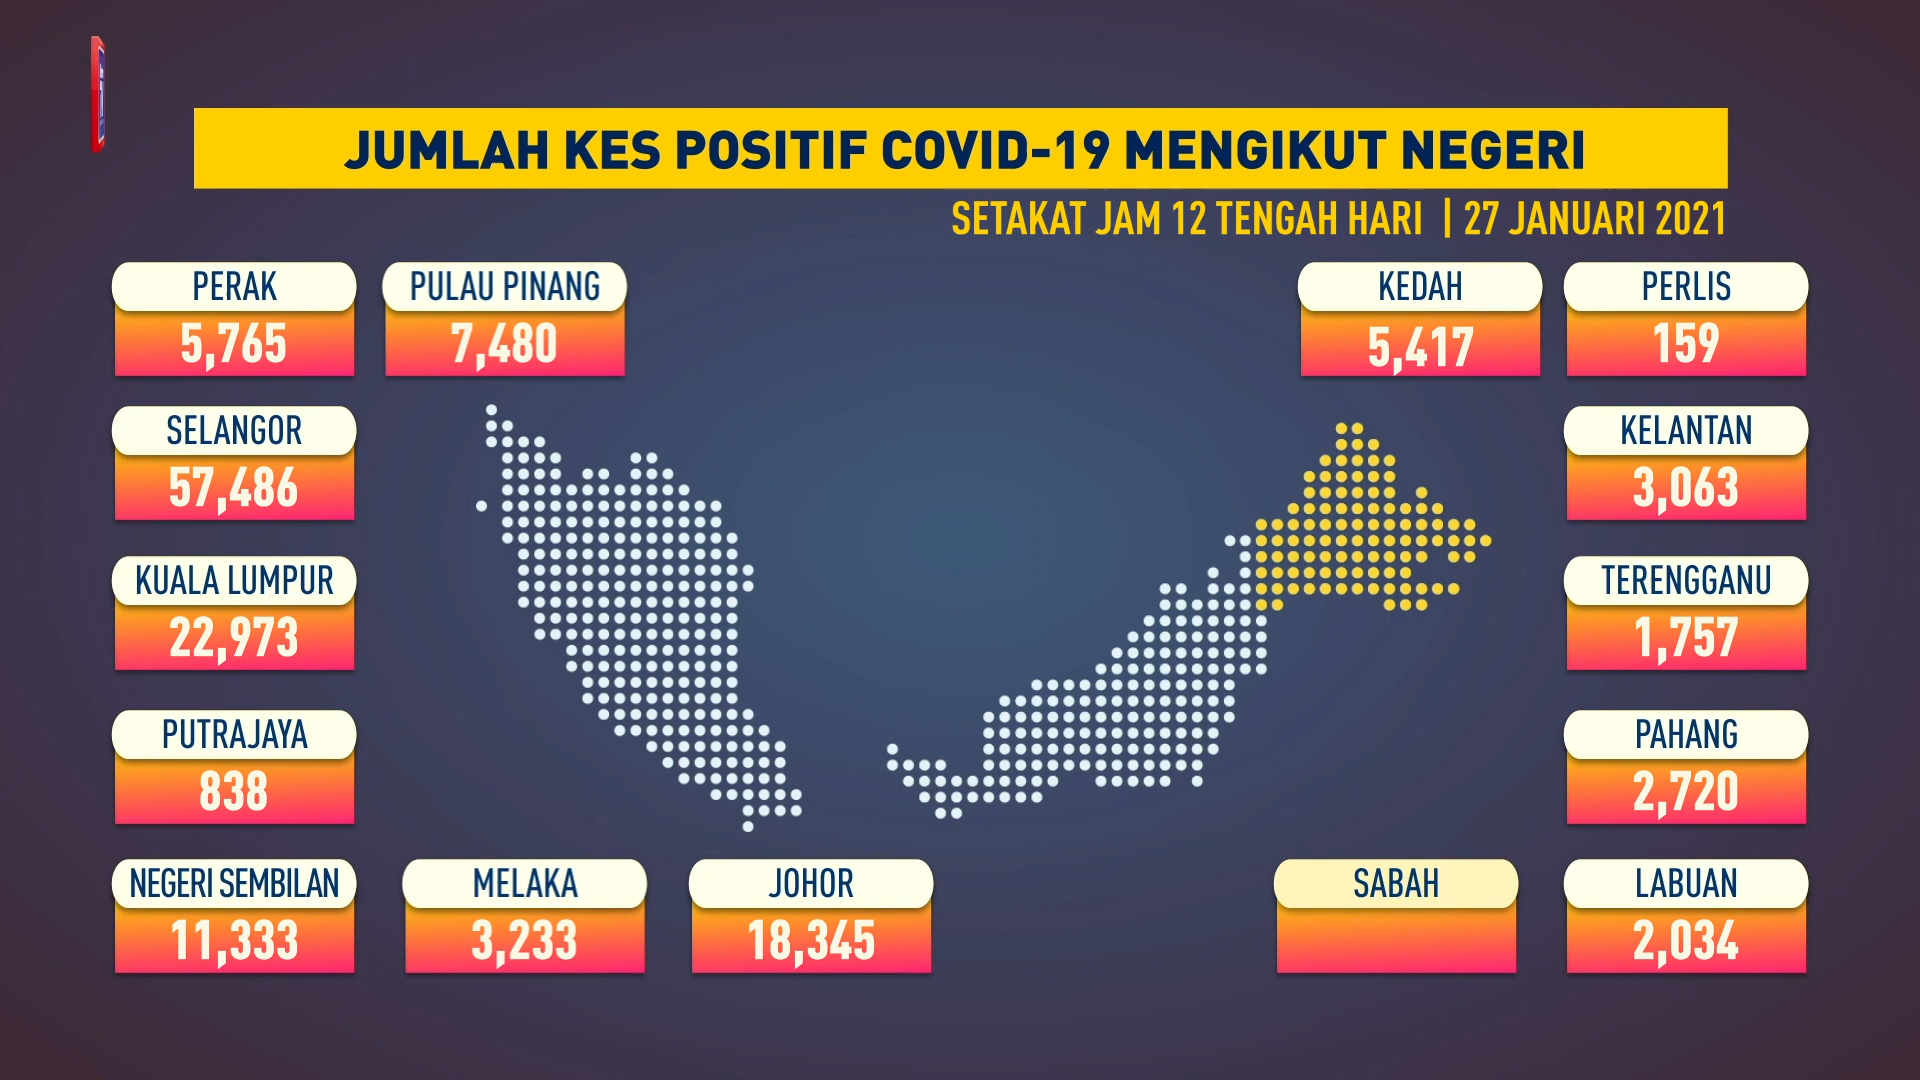 JUMLAH KES POSITIF COVID-19 MENGIKUT NEGERI
SETAKAT JAM 12 TENGAH HARI | 27 JANUARI 2021
PERAK
5,765
PULAU PINANG
7,480
KEDAH
5,417
PERLIS
159
SELANGOR
57,486
KELANTAN
3,063
KUALA LUMPUR
22,973
TERENGGANU
1,757
PUTRAJAYA
838
PAHANG
2,720
NEGERI SEMBILAN
11,333
MELAKA
3,233
JOHOR
18,345
SABAH
LABUAN
2,034